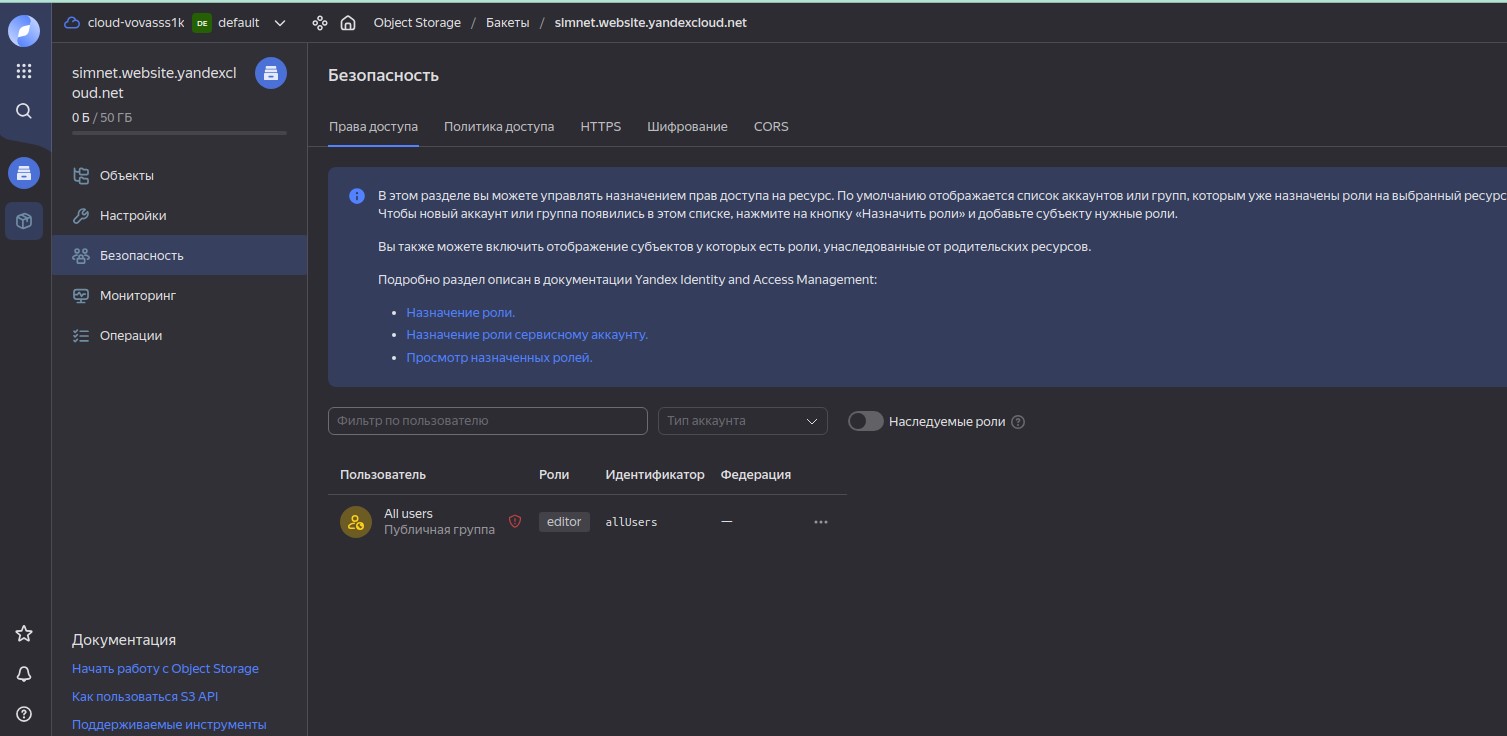 cloud-vovasss1k DE default Object Storage / Бакеты / simnet.website.yandexcloud.net
simnet.website.yandexcl
oud.net
0 Б / 50 ГБ
Объекты
Настройки
Безопасность
Мониторинг
Операции
Документация
Начать работу с Object Storage
Как пользоваться S3 API
Поддерживаемые инструменты
Безопасность
Права доступа Политика доступа HTTPS Шифрование CORS
В этом разделе вы можете управлять назначением прав доступа на ресурс. По умолчанию отображается список аккаунтов или групп, которым уже назначены роли на выбранный ресурс
Чтобы новый аккаунт или группа появились в этом списке, нажмите на кнопку «Назначить роли» и добавьте субъекту нужные роли.
Вы также можете включить отображение субъектов у которых есть роли, унаследованные от родительских ресурсов.
Подробно раздел описан в документации Yandex Identity and Access Management:
• Назначение роли.
• Назначение роли сервисному аккаунту.
• Просмотр назначенных ролей.
Фильтр по пользователю Тип аккаунта Наследуемые роли
Пользователь Роли Идентификатор Федерация
All users
Публичная группа
editor allUsers —